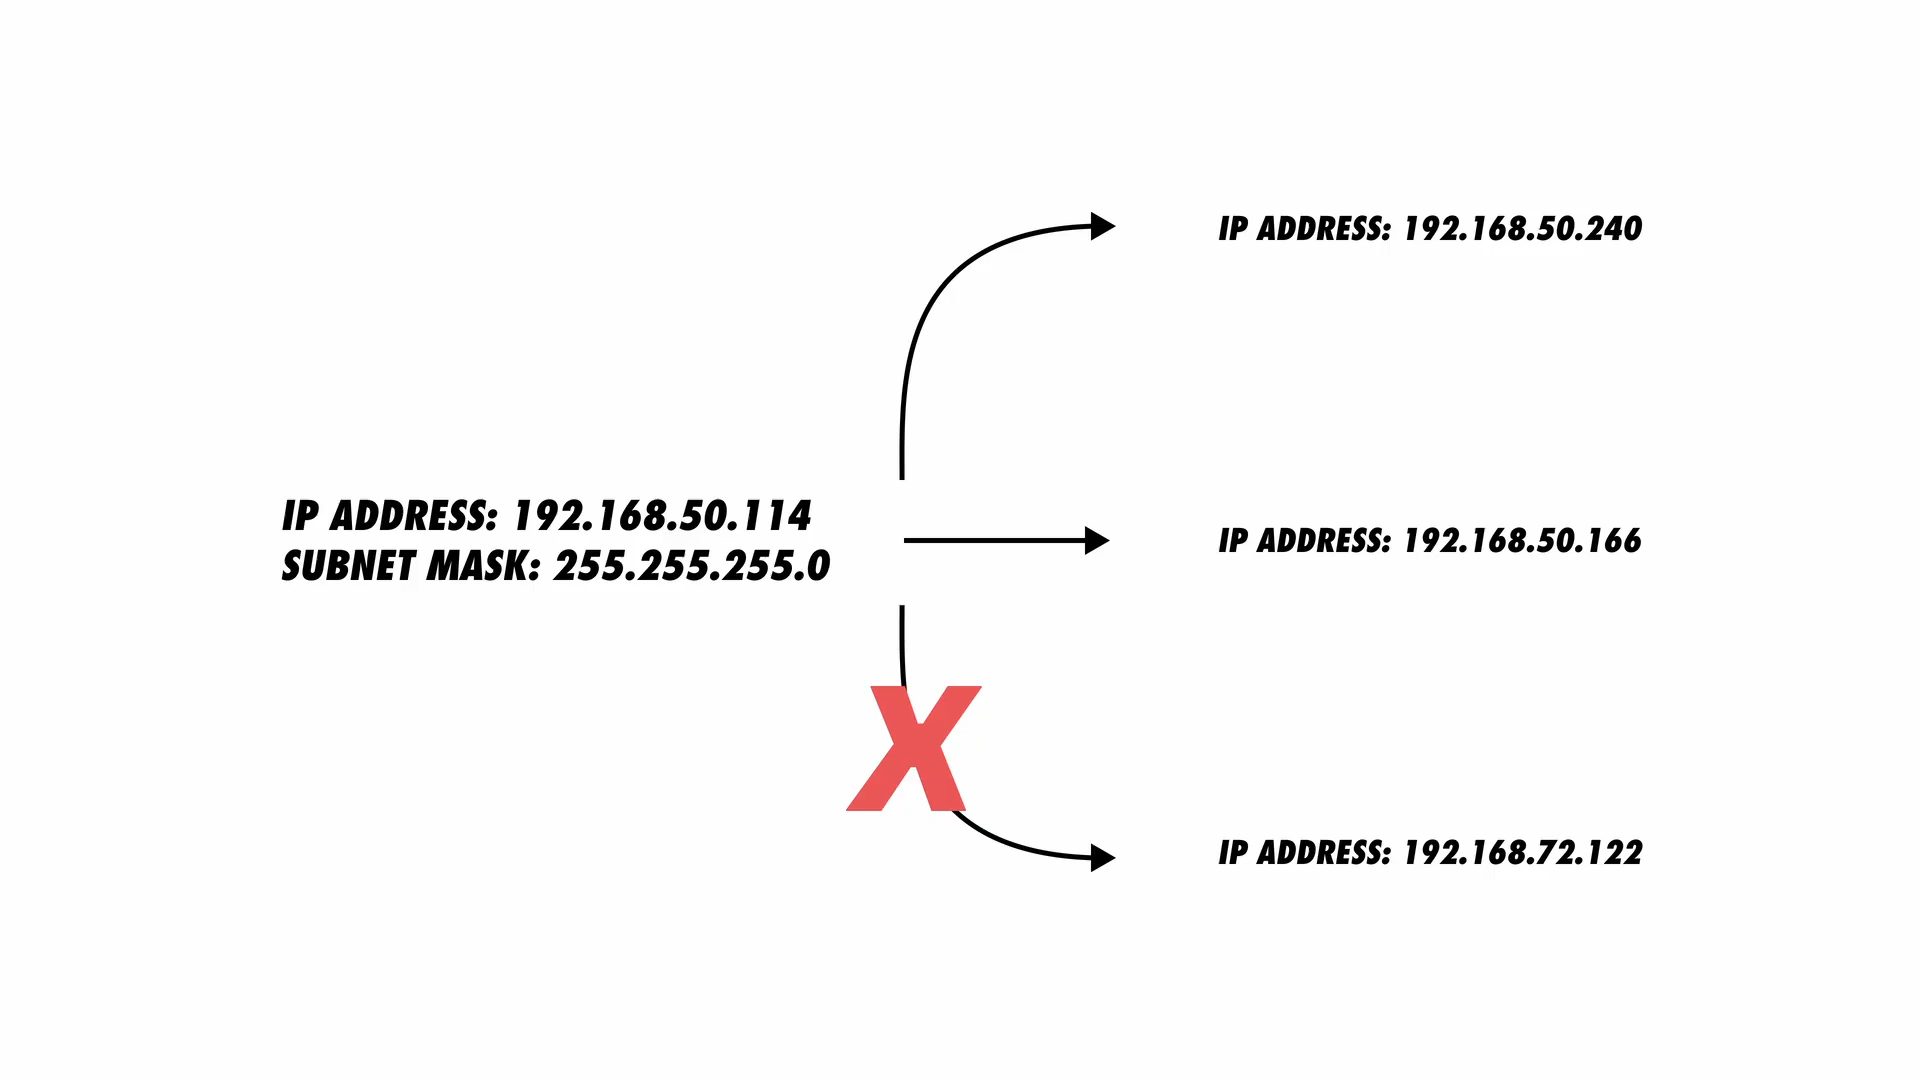 IP ADDRESS: 192.168.50.240
IP ADDRESS: 192.168.50.114
SUBNET MASK: 255.255.255.0
IP ADDRESS: 192.168.50.166
X
IP ADDRESS: 192.168.72.122